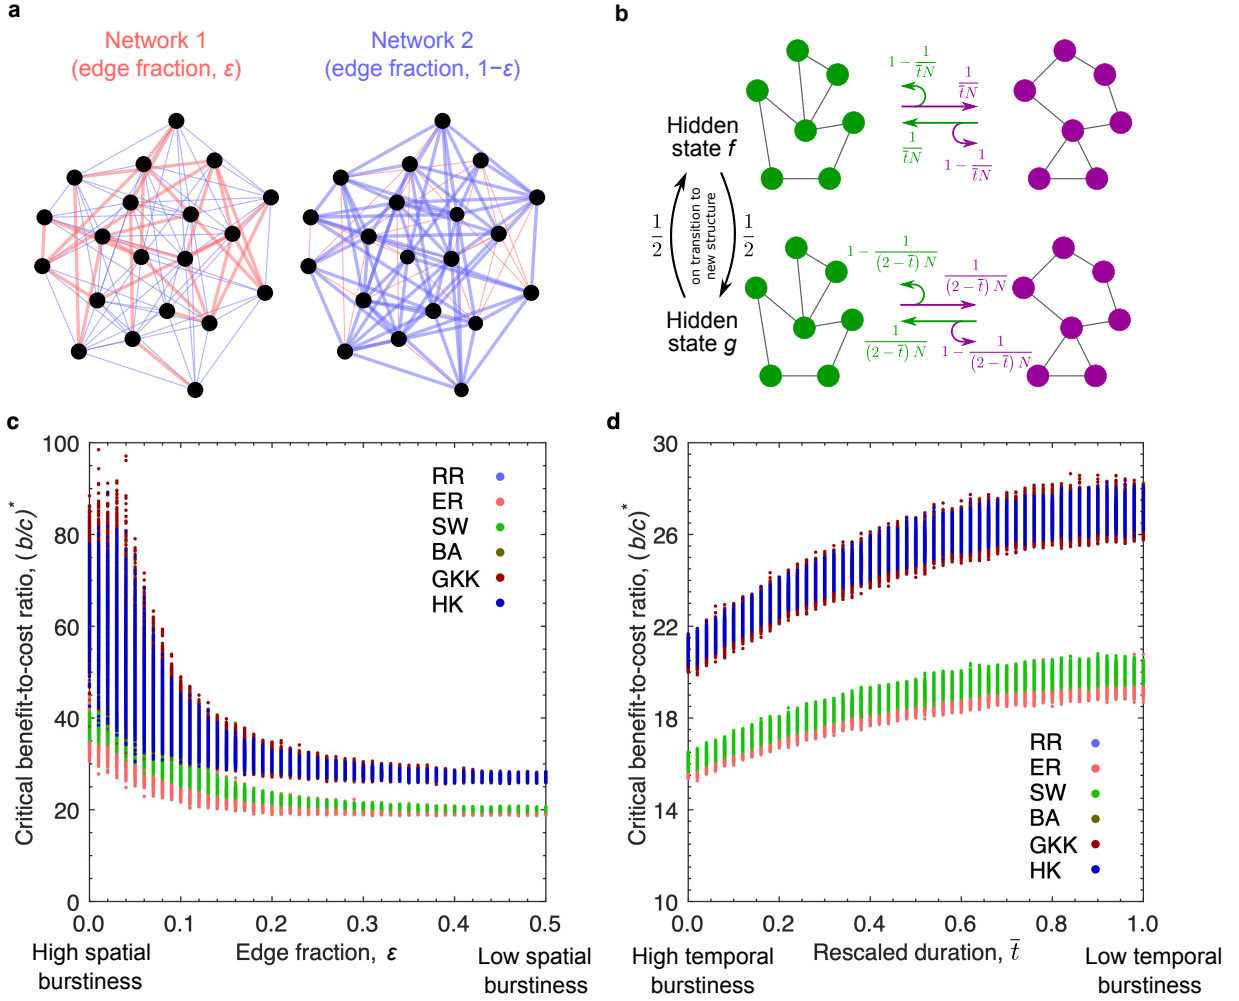 a
Network 1
(edge fraction, ε)
Network 2
(edge fraction, 1−ε)
b
Hidden
state f
1/2
on transition to
new structure
1/2
Hidden
state g
1 − 1/(t̄N)
1/(t̄N)
1/(t̄N)
1 − 1/(t̄N)
1 − 1/((2 − t̄) N)
1/((2 − t̄) N)
1/((2 − t̄) N)
1 − 1/((2 − t̄) N)
c
Critical benefit-to-cost ratio, (b/c)*
100
80
60
40
20
0
RR
ER
SW
BA
GKK
HK
0.0 0.1 0.2 0.3 0.4 0.5
High spatial
burstiness
Edge fraction, ε
Low spatial
burstiness
d
Critical benefit-to-cost ratio, (b/c)*
30
26
22
18
14
10
RR
ER
SW
BA
GKK
HK
0.0 0.2 0.4 0.6 0.8 1.0
High temporal
burstiness
Rescaled duration, t̄
Low temporal
burstiness